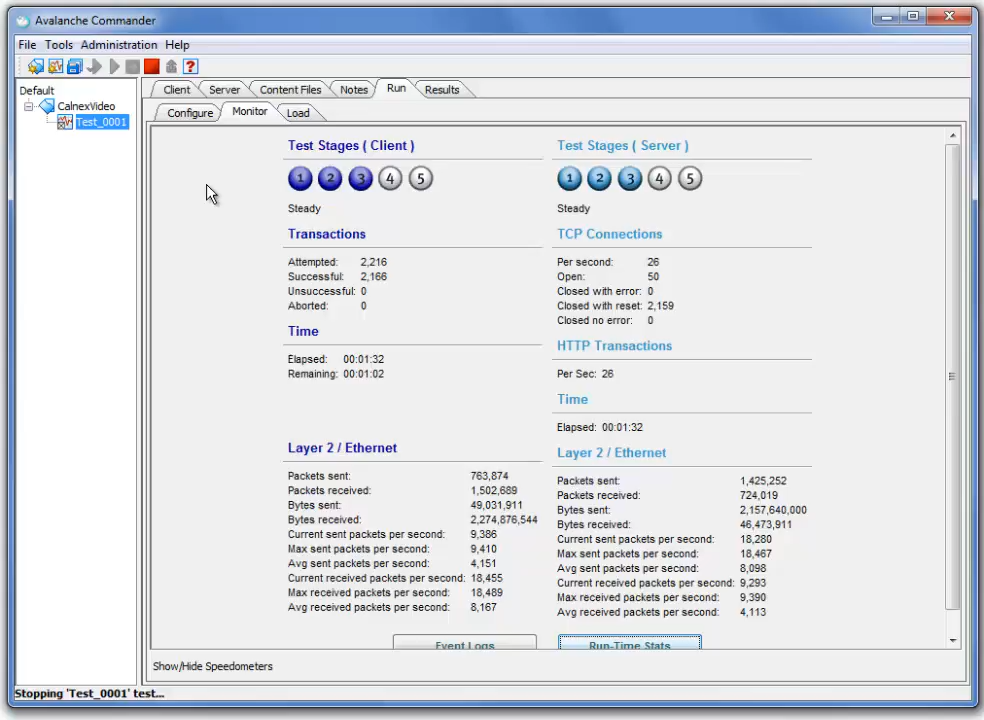 Avalanche Commander
File Tools Administration Help
Default
CalnexVideo
Test_0001
Client Server Content Files Notes Run Results
Configure Monitor Load
Test Stages ( Client )
1 2 3 4 5
Steady
Transactions
Attempted: 2,216
Successful: 2,166
Unsuccessful: 0
Aborted: 0
Time
Elapsed: 00:01:32
Remaining: 00:01:02
Layer 2 / Ethernet
Packets sent: 763,874
Packets received: 1,502,689
Bytes sent: 49,031,911
Bytes received: 2,274,876,544
Current sent packets per second: 9,386
Max sent packets per second: 9,410
Avg sent packets per second: 4,151
Current received packets per second: 18,455
Max received packets per second: 18,489
Avg received packets per second: 8,167
Event Logs
Test Stages ( Server )
1 2 3 4 5
Steady
TCP Connections
Per second: 26
Open: 50
Closed with error: 0
Closed with reset: 2,159
Closed no error: 0
HTTP Transactions
Per Sec: 26
Time
Elapsed: 00:01:32
Layer 2 / Ethernet
Packets sent: 1,425,252
Packets received: 724,019
Bytes sent: 2,157,640,000
Bytes received: 46,473,911
Current sent packets per second: 18,280
Max sent packets per second: 18,467
Avg sent packets per second: 8,098
Current received packets per second: 9,293
Max received packets per second: 9,390
Avg received packets per second: 4,113
Run-Time Stats
Show/Hide Speedometers
Stopping 'Test_0001' test...